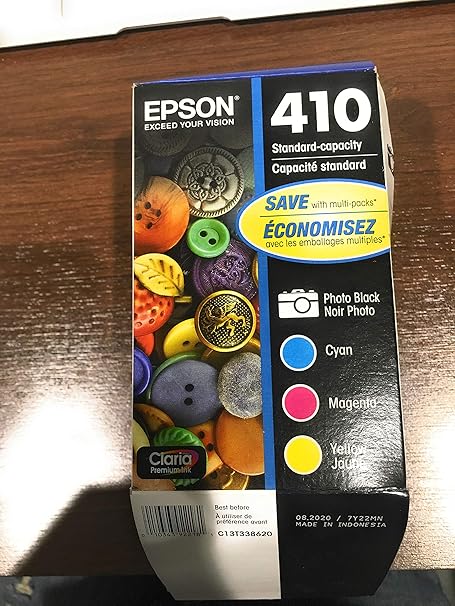 EPSON®
EXCEED YOUR VISION
410
Standard-capacity
Capacité standard
SAVE with multi-packs*
ÉCONOMISEZ
avec les emballages multiples*
Photo Black
Noir Photo
Cyan
Magenta
Yellow
Jaune
Claria
Premium Ink
Best before
À utiliser de
préférence avant
08.2020 / 7Y22MN
MADE IN INDONESIA
C13T338620